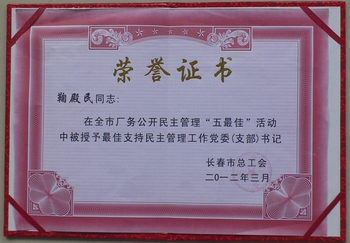 荣誉证书
鞠殿民同志：
在全市厂务公开民主管理“五最佳”活动
中被授予最佳支持民主管理工作党委(支部)书记
长春市总工会
二〇一二年三月